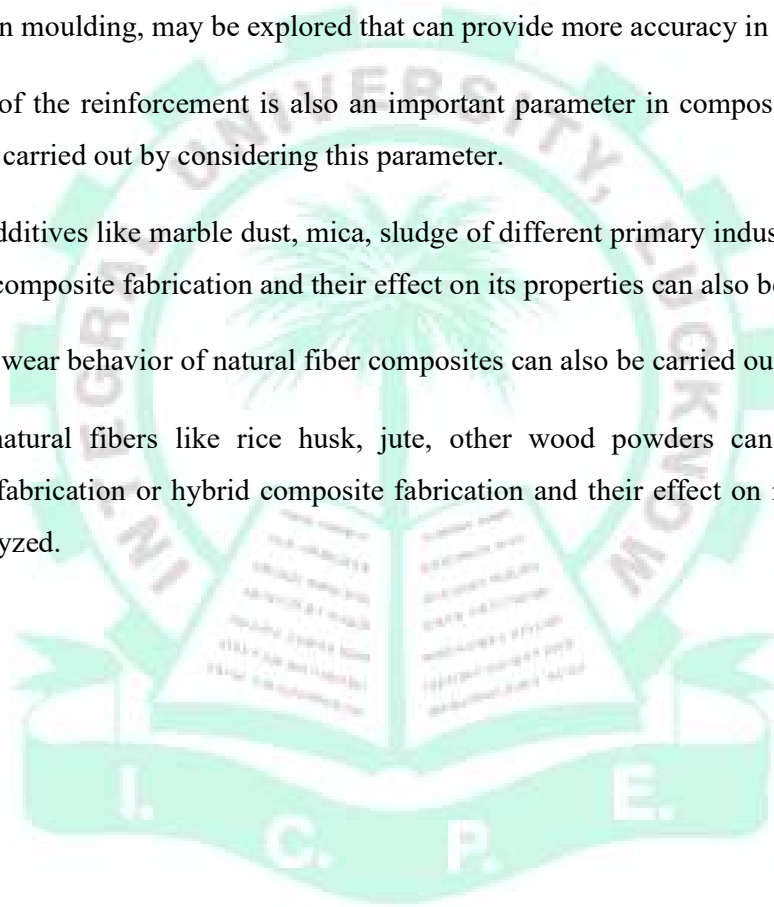 n moulding, may be explored that can provide more accuracy in
of the reinforcement is also an important parameter in compos
carried out by considering this parameter.
dditives like marble dust, mica, sludge of different primary indus
composite fabrication and their effect on its properties can also b
wear behavior of natural fiber composites can also be carried ou
natural fibers like rice husk, jute, other wood powders can
fabrication or hybrid composite fabrication and their effect on
yzed.
INTEGRAL UNIVERSITY, LUCKNOW
I. C. P. E.